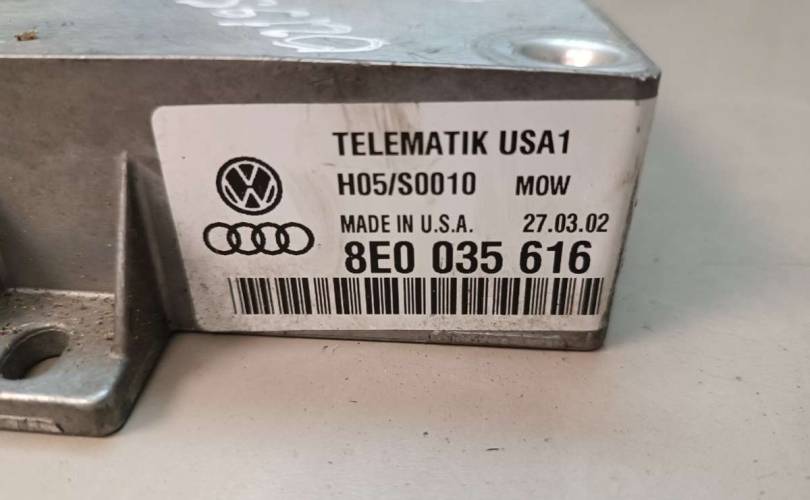 TELEMATIK USA1
H05/S0010 MOW
MADE IN U.S.A. 27.03.02
8E0 035 616